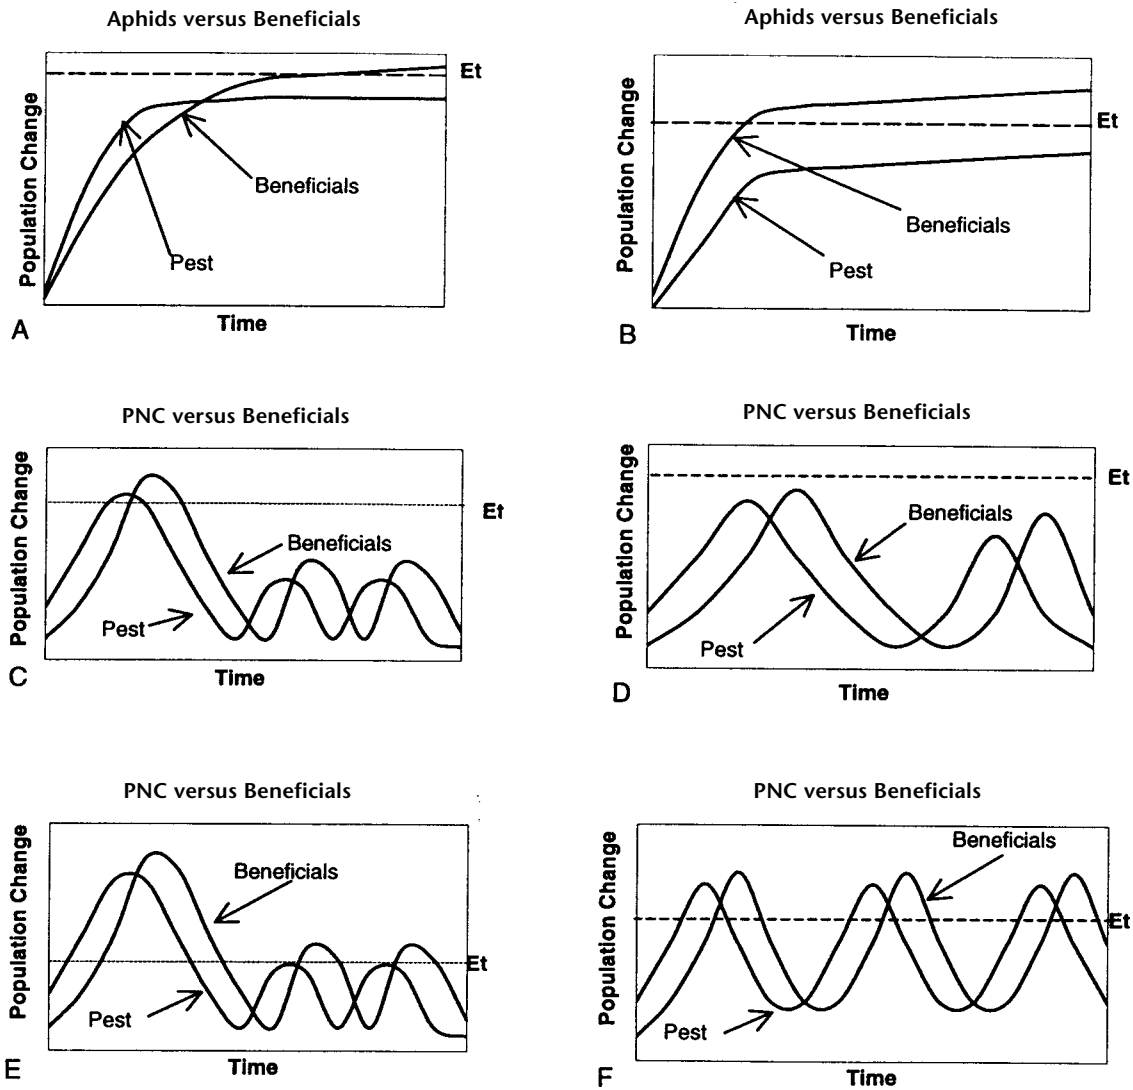 Aphids versus Beneficials
Population Change
Et
Beneficials
Pest
Time
A
Aphids versus Beneficials
Population Change
Et
Beneficials
Pest
Time
B
PNC versus Beneficials
Population Change
Et
Beneficials
Pest
Time
C
PNC versus Beneficials
Population Change
Et
Beneficials
Pest
Time
D
PNC versus Beneficials
Population Change
Beneficials
Et
Pest
Time
E
PNC versus Beneficials
Population Change
Beneficials
Et
Pest
Time
F